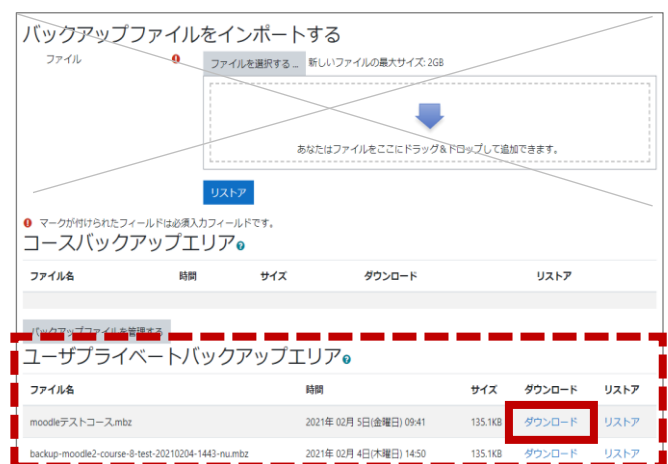 バックアップファイルをインポートする
ファイル ファイルを選択する ... 新しいファイルの最大サイズ: 2GB
あなたはファイルをここにドラッグ&ドロップして追加できます。
リストア
マークが付けられたフィールドは必須入力フィールドです。
コースバックアップエリア
ファイル名 時間 サイズ ダウンロード リストア
バックアップファイルを管理する
ユーザプライベートバックアップエリア
ファイル名 時間 サイズ ダウンロード リストア
moodleテストコース.mbz 2021年 02月 5日(金曜日) 09:41 135.1KB ダウンロード リストア
backup-moodle2-course-8-test-20210204-1443-nu.mbz 2021年 02月 4日(木曜日) 14:50 135.1KB ダウンロード リストア